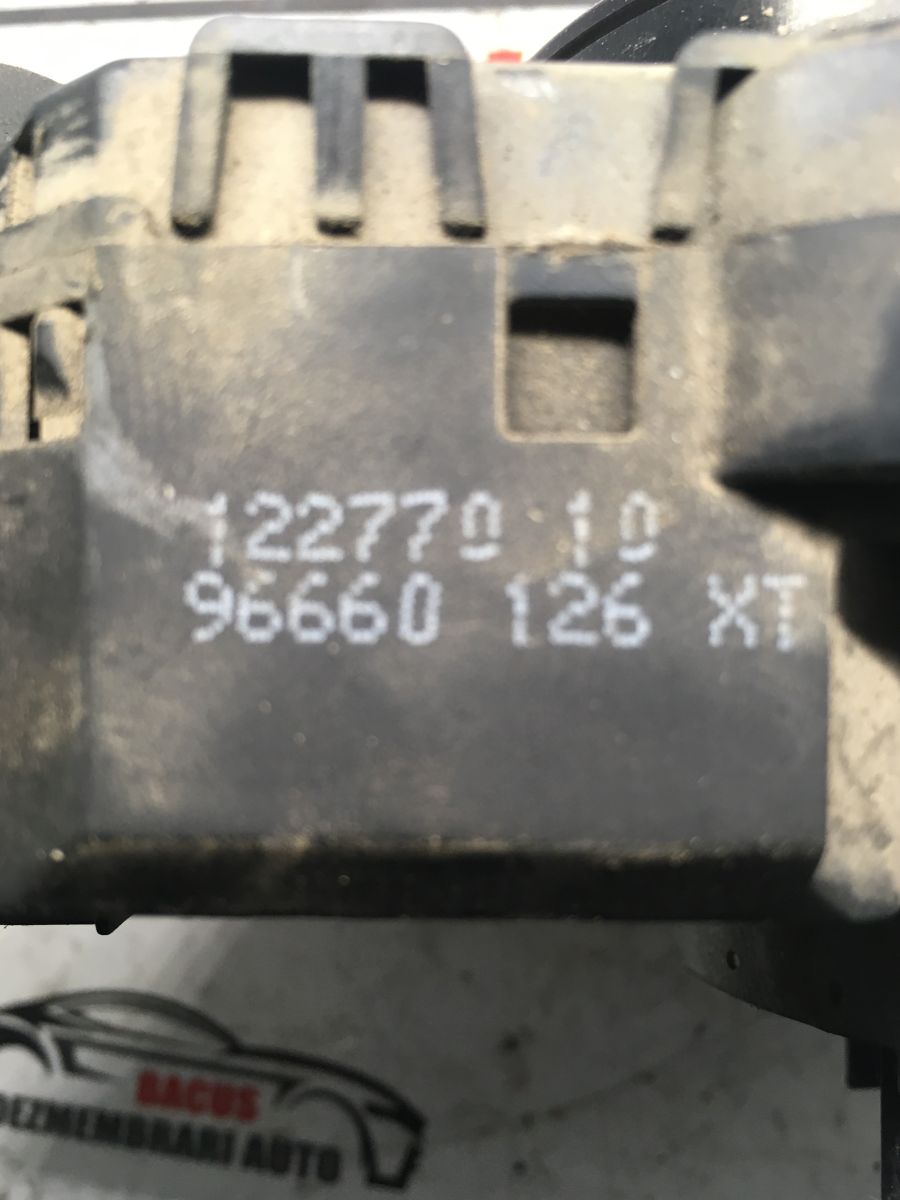 122770 10
96660 126 XT
BACUS
DEZMEMBRARI AUTO